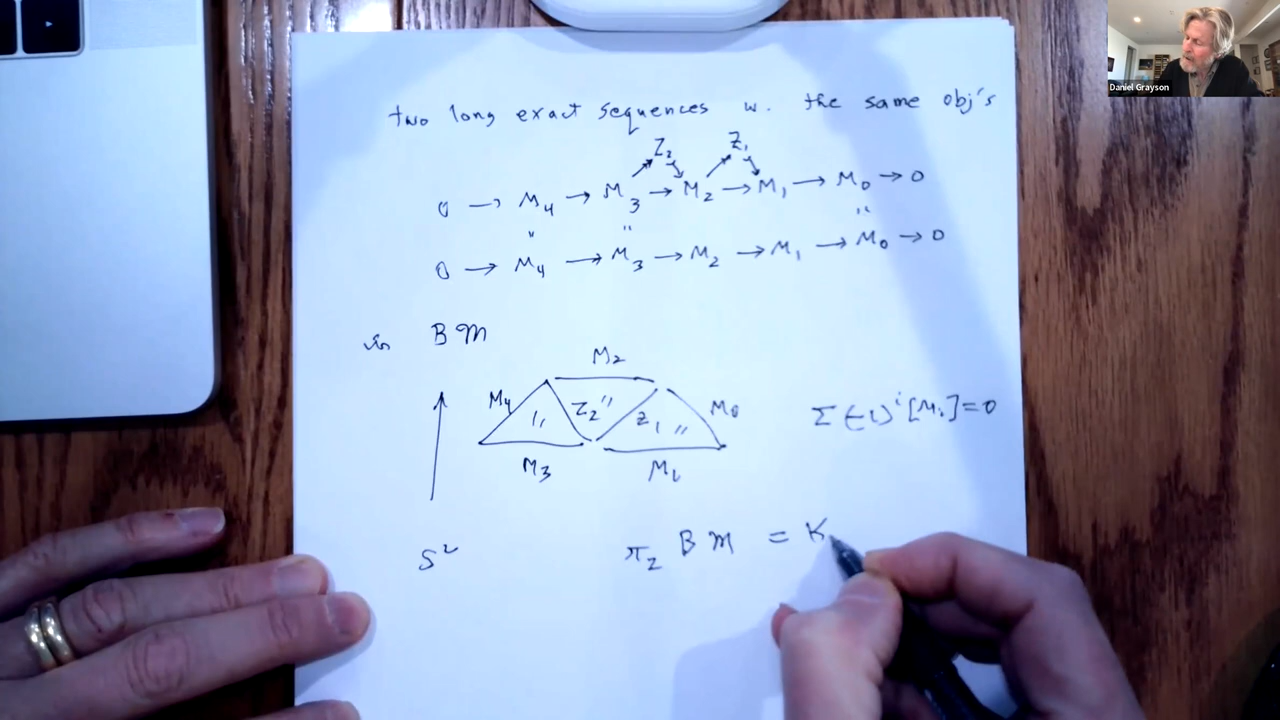 Daniel Grayson
two long exact sequences w. the same obj's
Z₂ Z₁
0 → M₄ → M₃ → M₂ → M₁ → M₀ → 0
" " "
0 → M₄ → M₃ → M₂ → M₁ → M₀ → 0
in B𝓜
M₂
M₄ " Z₂ " Z₁ " M₀ Σ(-1)ⁱ[Mᵢ]=0
M₃ M₁
S² π₂ B𝓜 = K